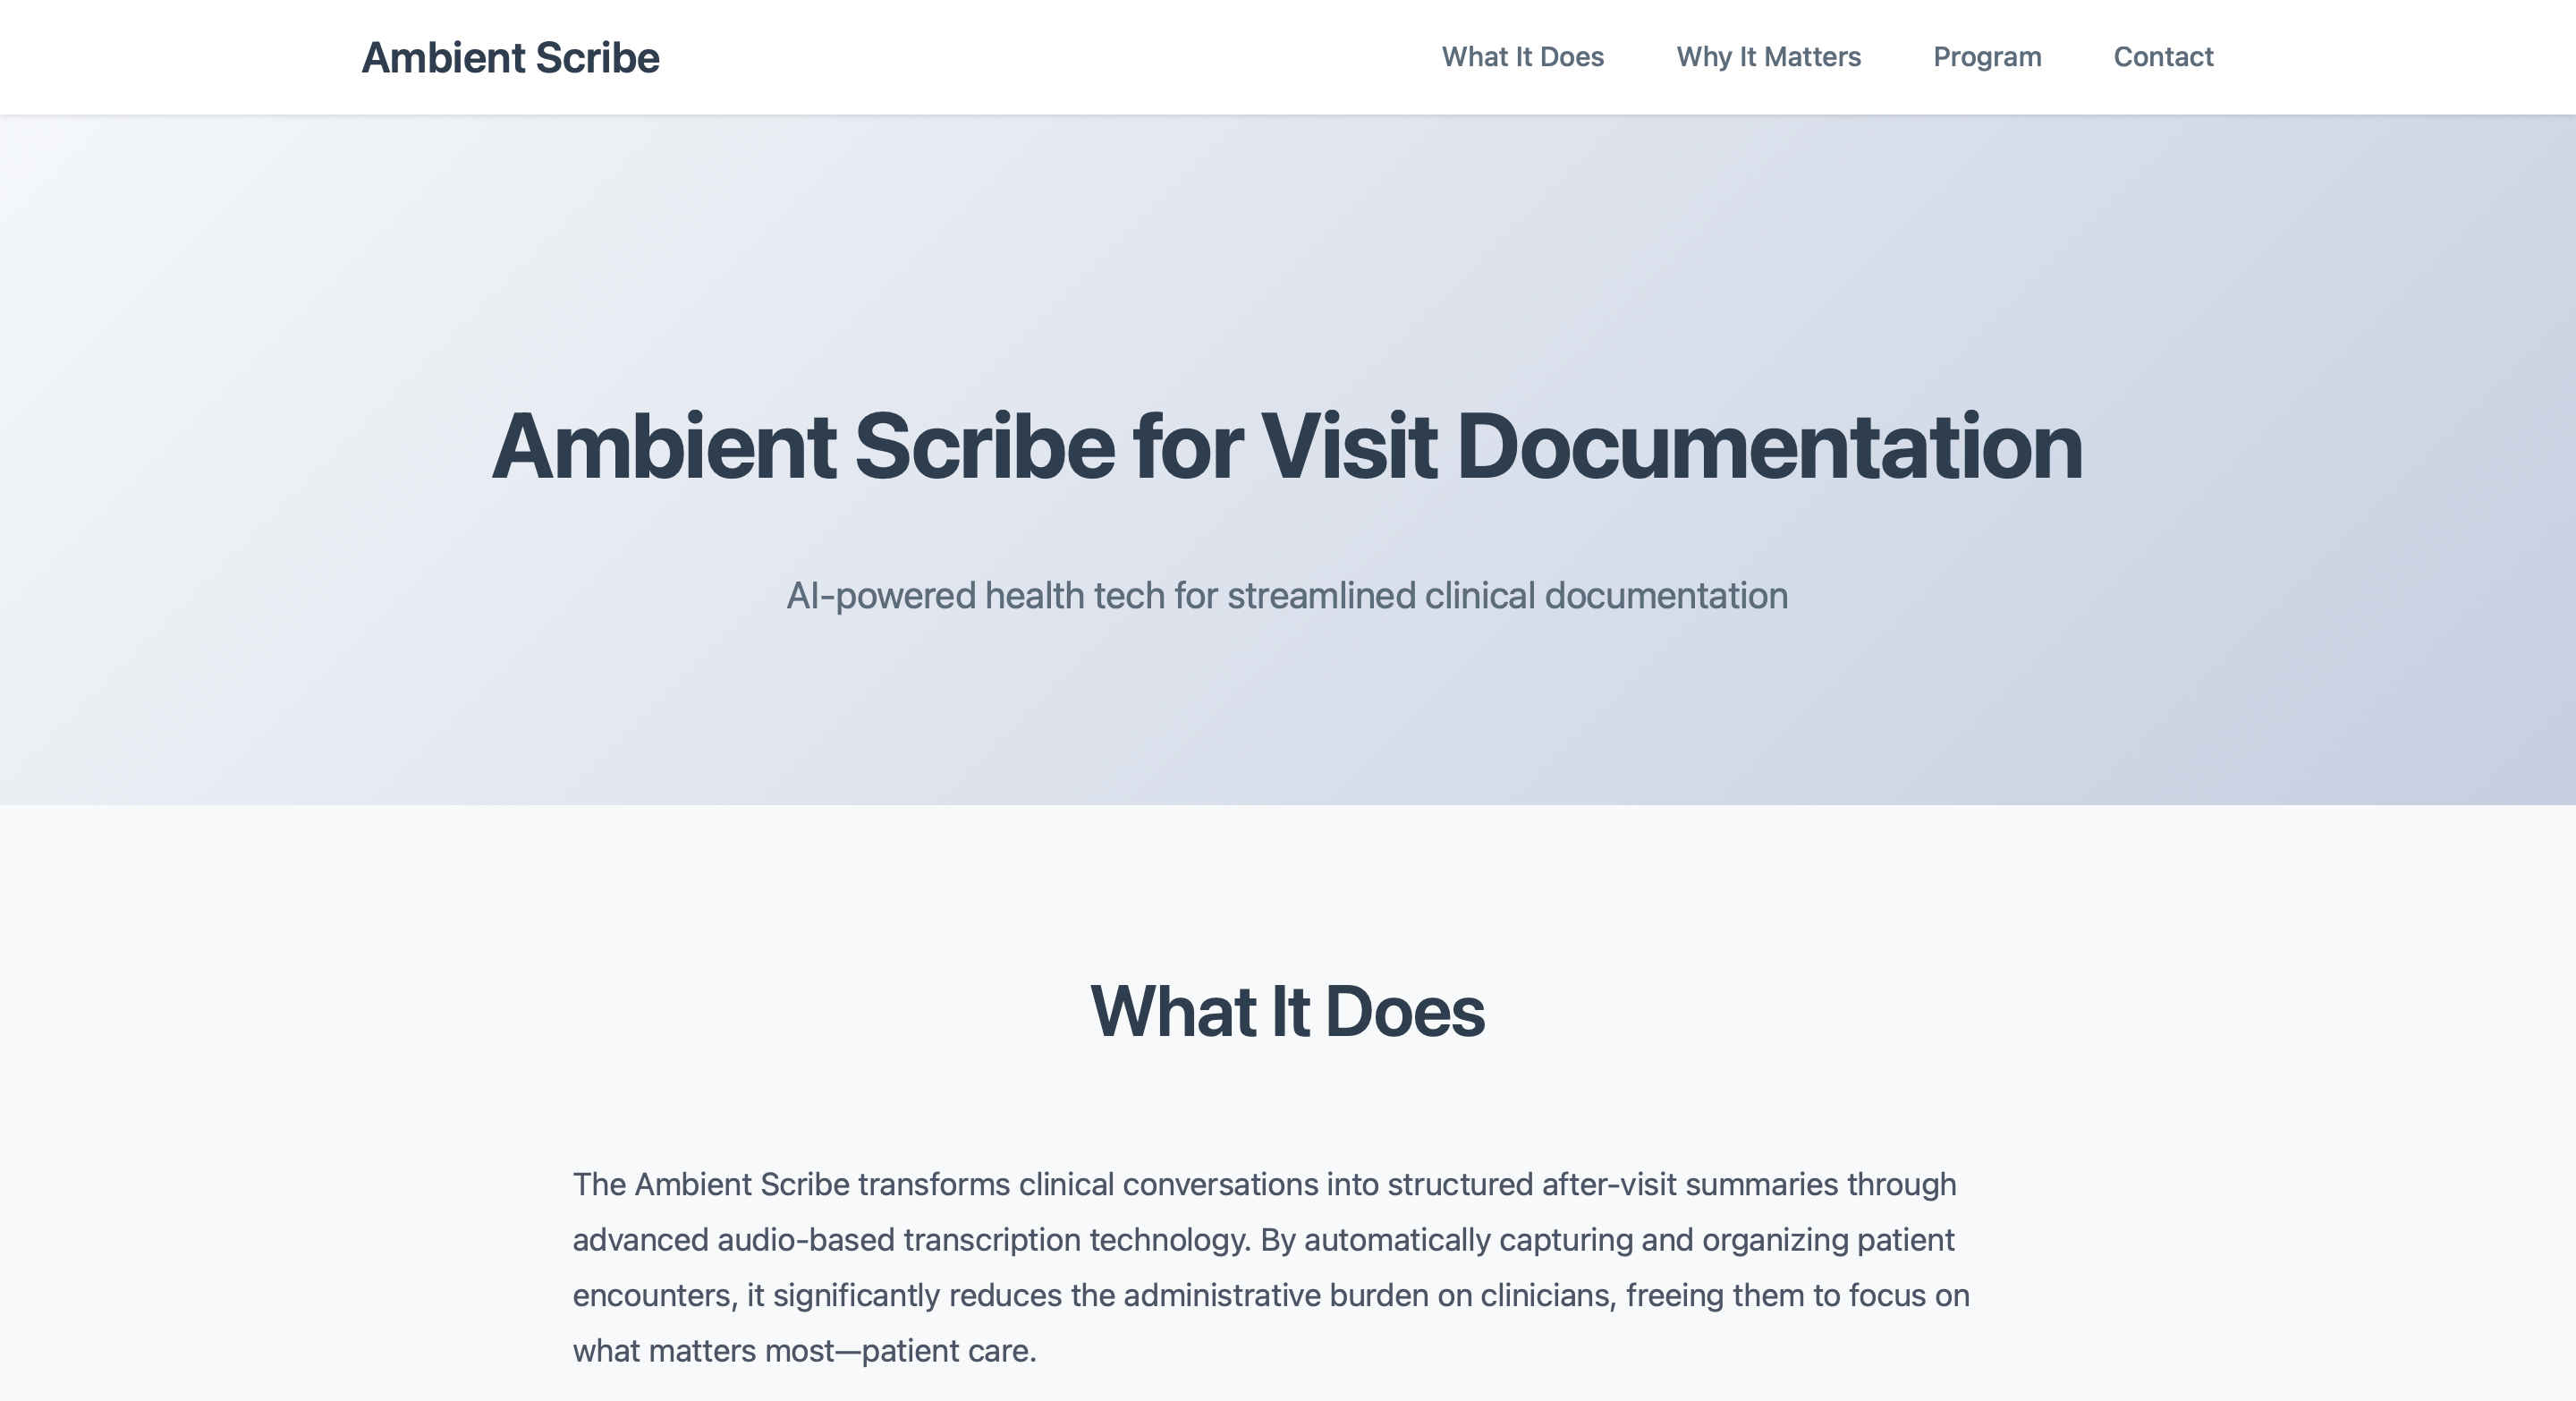 Ambient Scribe
What It Does
Why It Matters
Program
Contact
Ambient Scribe for Visit Documentation
AI-powered health tech for streamlined clinical documentation
What It Does
The Ambient Scribe transforms clinical conversations into structured after-visit summaries through
advanced audio-based transcription technology. By automatically capturing and organizing patient
encounters, it significantly reduces the administrative burden on clinicians, freeing them to focus on
what matters most—patient care.